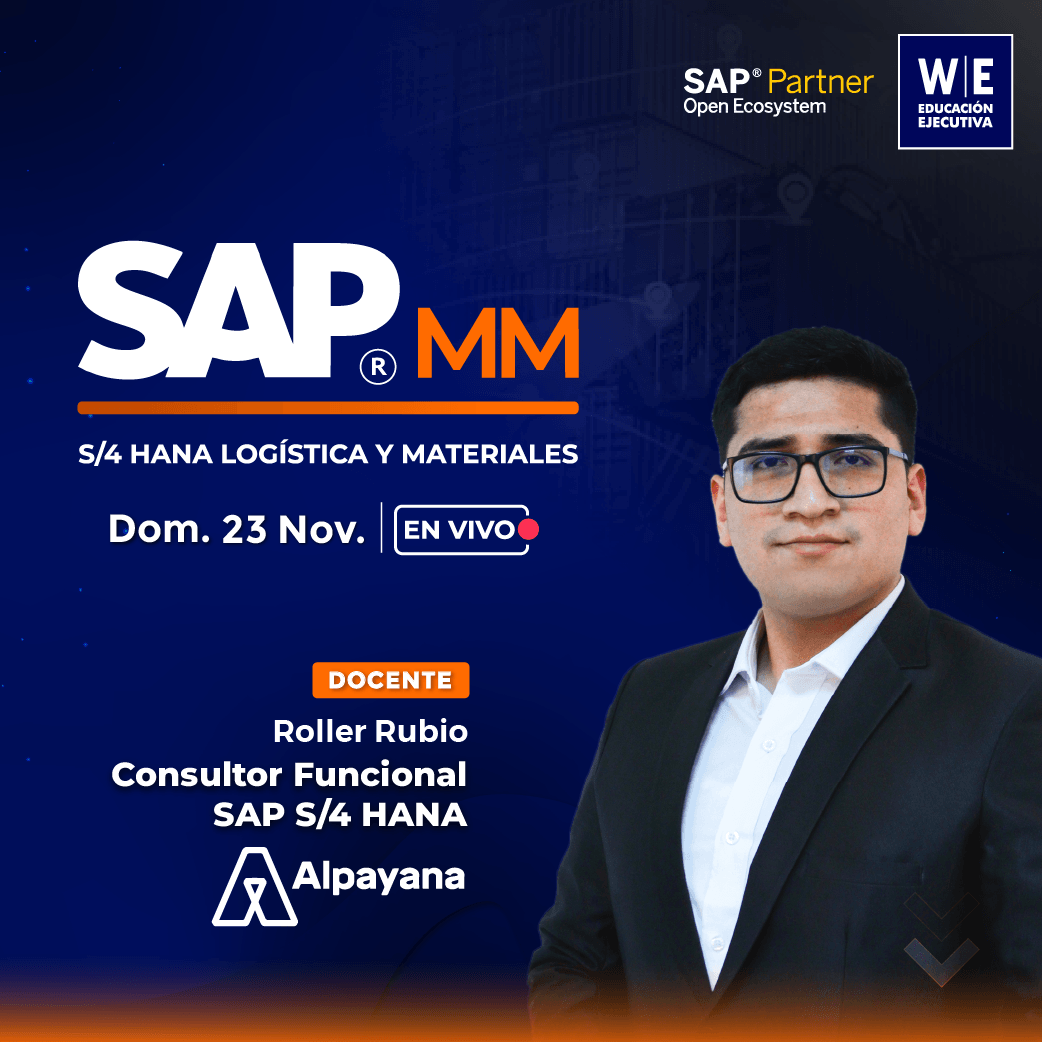 SAP® Partner
Open Ecosystem
W|E
EDUCACIÓN
EJECUTIVA
SAP® MM
S/4 HANA LOGÍSTICA Y MATERIALES
Dom. 23 Nov. | EN VIVO
DOCENTE
Roller Rubio
Consultor Funcional
SAP S/4 HANA
Alpayana